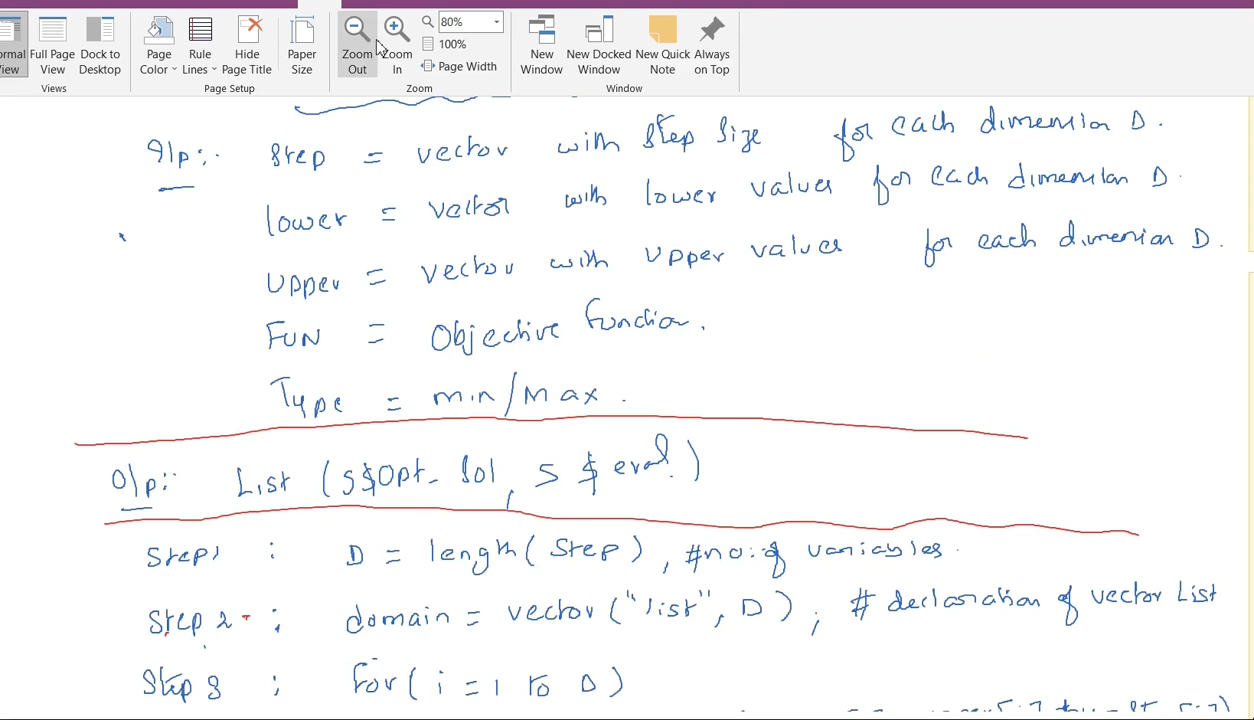 80%
Normal View Full Page View Dock to Desktop Page Color Rule Lines Hide Page Title Paper Size Zoom Out Zoom In 100% Page Width New Window New Docked Window New Quick Note Always on Top
Views Page Setup Zoom Window
I/p:- Step = vector with Step Size for each dimension D.
lower = vector with lower values for each dimension D.
Upper = vector with Upper values for each dimension D.
FUN = Objective function.
Type = min/Max.
O/p:- List (S$Opt_Sol, S$eval)
Step1 : D = length(Step), #no. of variables.
Step 2 - : domain = vector("list", D); # declaration of vector List
Step 3 : For( i = 1 to D )